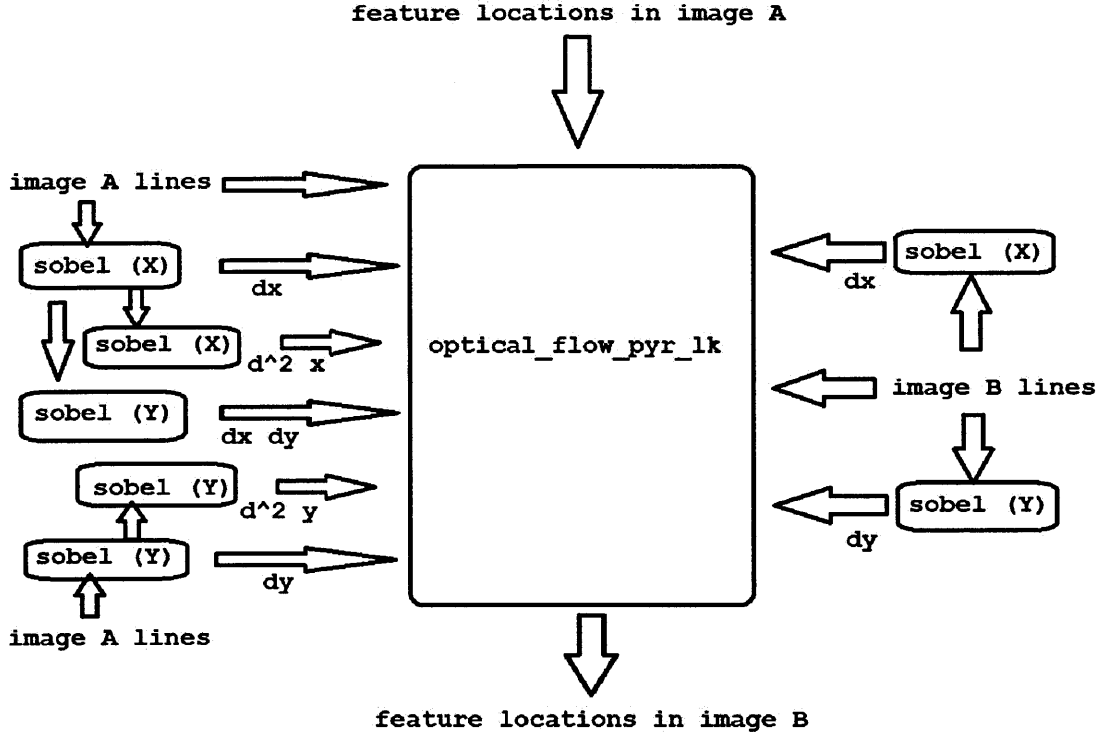 feature locations in image A
image A lines
sobel (X)
dx
sobel (X)
d^2 x
sobel (Y)
dx dy
sobel (Y)
d^2 y
sobel (Y)
dy
image A lines
optical_flow_pyr_lk
sobel (X)
dx
image B lines
sobel (Y)
dy
feature locations in image B